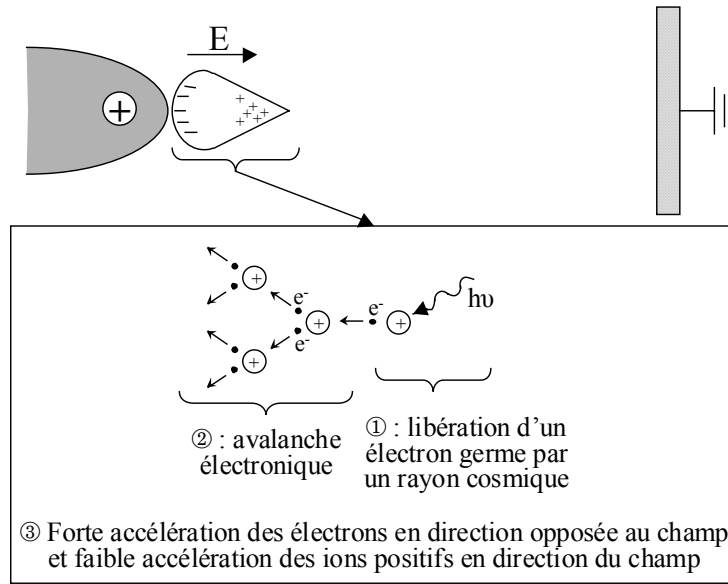 E
+
e-
e-
e-
hυ
+
+
+
+
① : libération d’un
électron germe par
un rayon cosmique
② : avalanche
électronique
③ Forte accélération des électrons en direction opposée au champ
et faible accélération des ions positifs en direction du champ